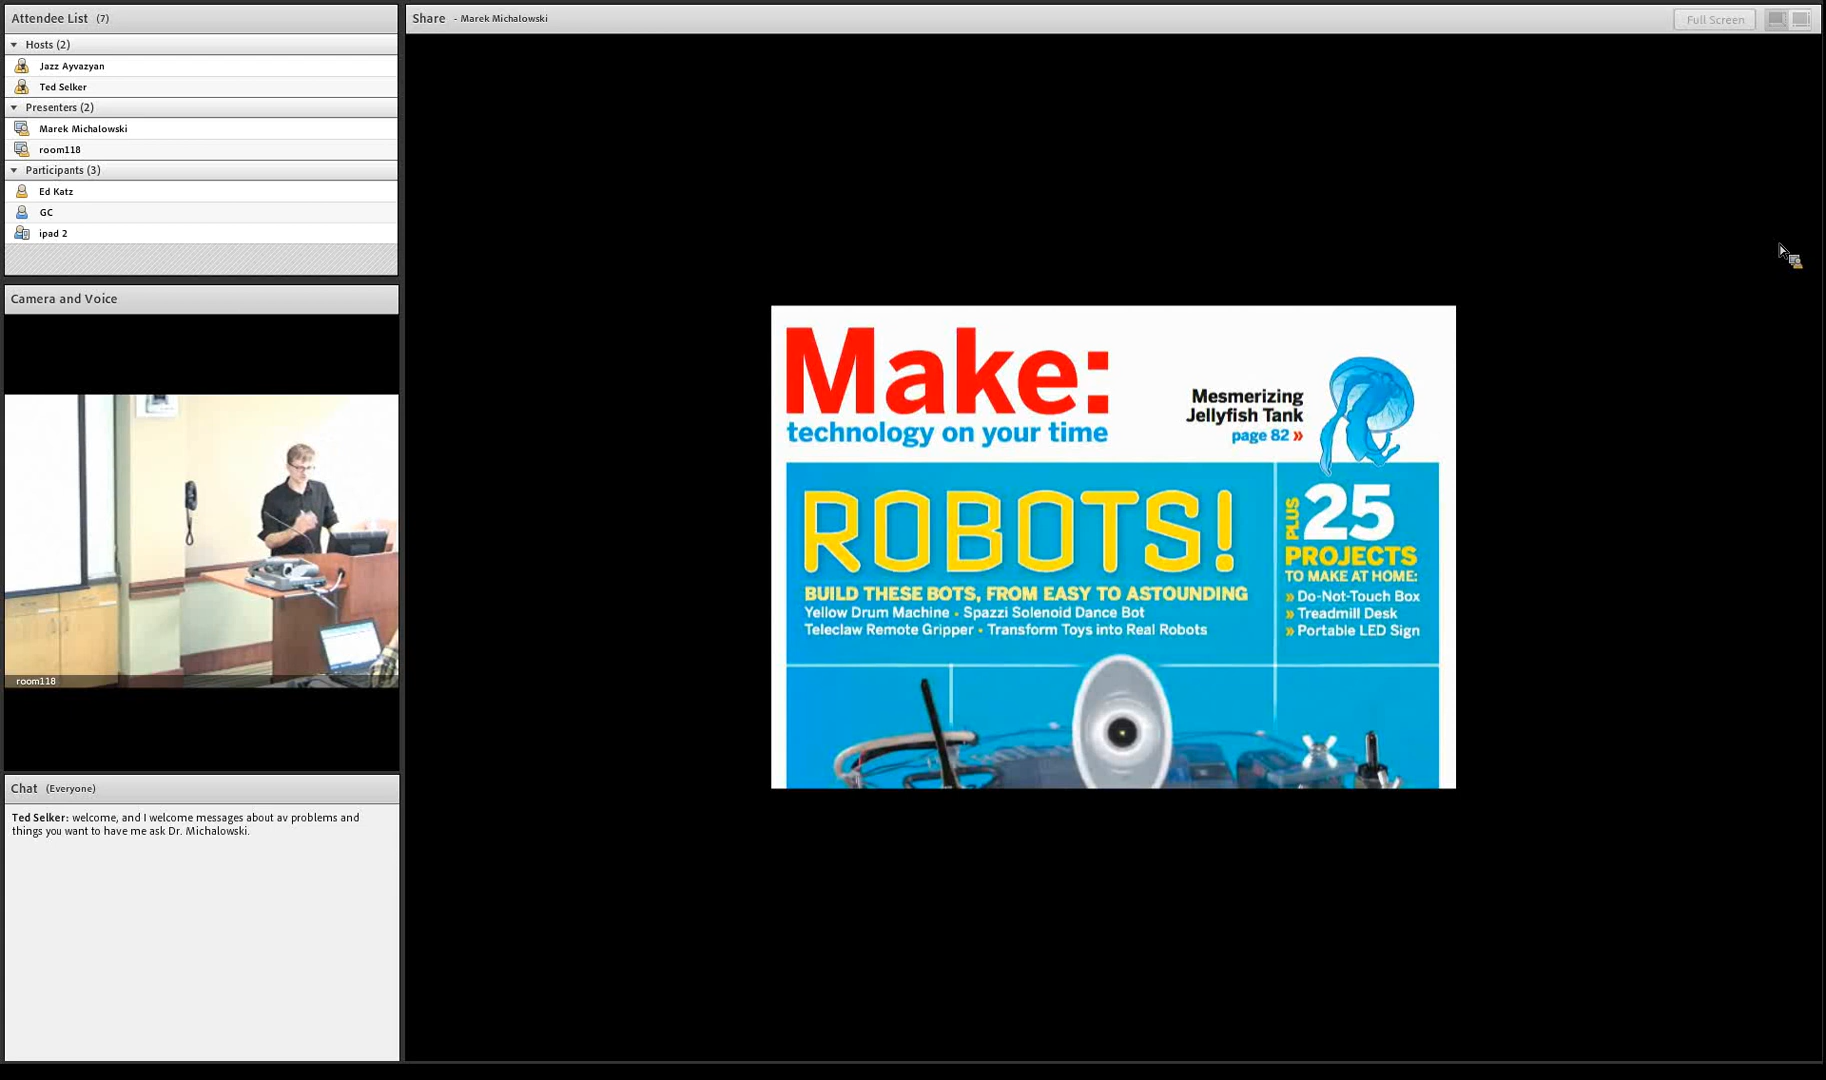 Attendee List (7)
Hosts (2)
Jazz Ayvazyan
Ted Selker
Presenters (2)
Marek Michalowski
room118
Participants (3)
Ed Katz
GC
ipad 2
Camera and Voice
room118
Chat (Everyone)
Ted Selker: welcome, and I welcome messages about av problems and
things you want to have me ask Dr. Michalowski.
Share - Marek Michalowski
Full Screen
Make:
technology on your time
Mesmerizing
Jellyfish Tank
page 82 »
ROBOTS!
BUILD THESE BOTS, FROM EASY TO ASTOUNDING
Yellow Drum Machine • Spazzi Solenoid Dance Bot
Teleclaw Remote Gripper • Transform Toys into Real Robots
PLUS 25
PROJECTS
TO MAKE AT HOME:
» Do-Not-Touch Box
» Treadmill Desk
» Portable LED Sign